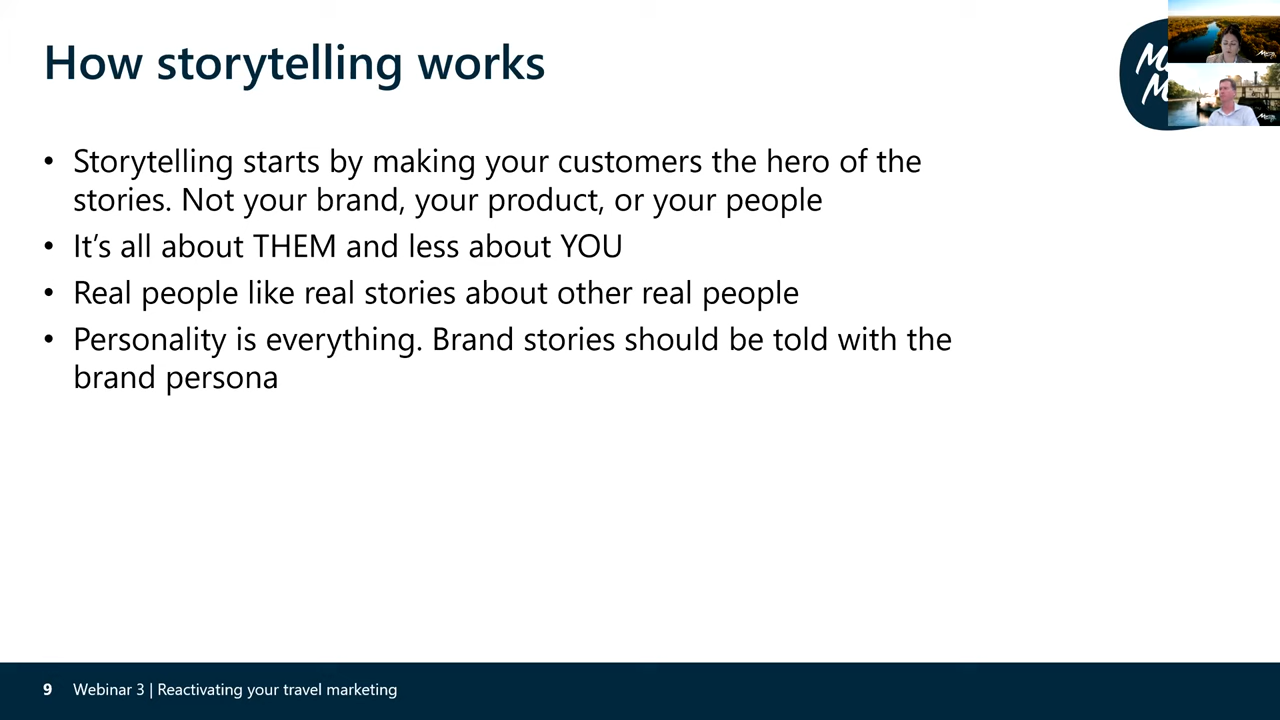 How storytelling works
• Storytelling starts by making your customers the hero of the
stories. Not your brand, your product, or your people
• It’s all about THEM and less about YOU
• Real people like real stories about other real people
• Personality is everything. Brand stories should be told with the
brand persona
9 Webinar 3 | Reactivating your travel marketing